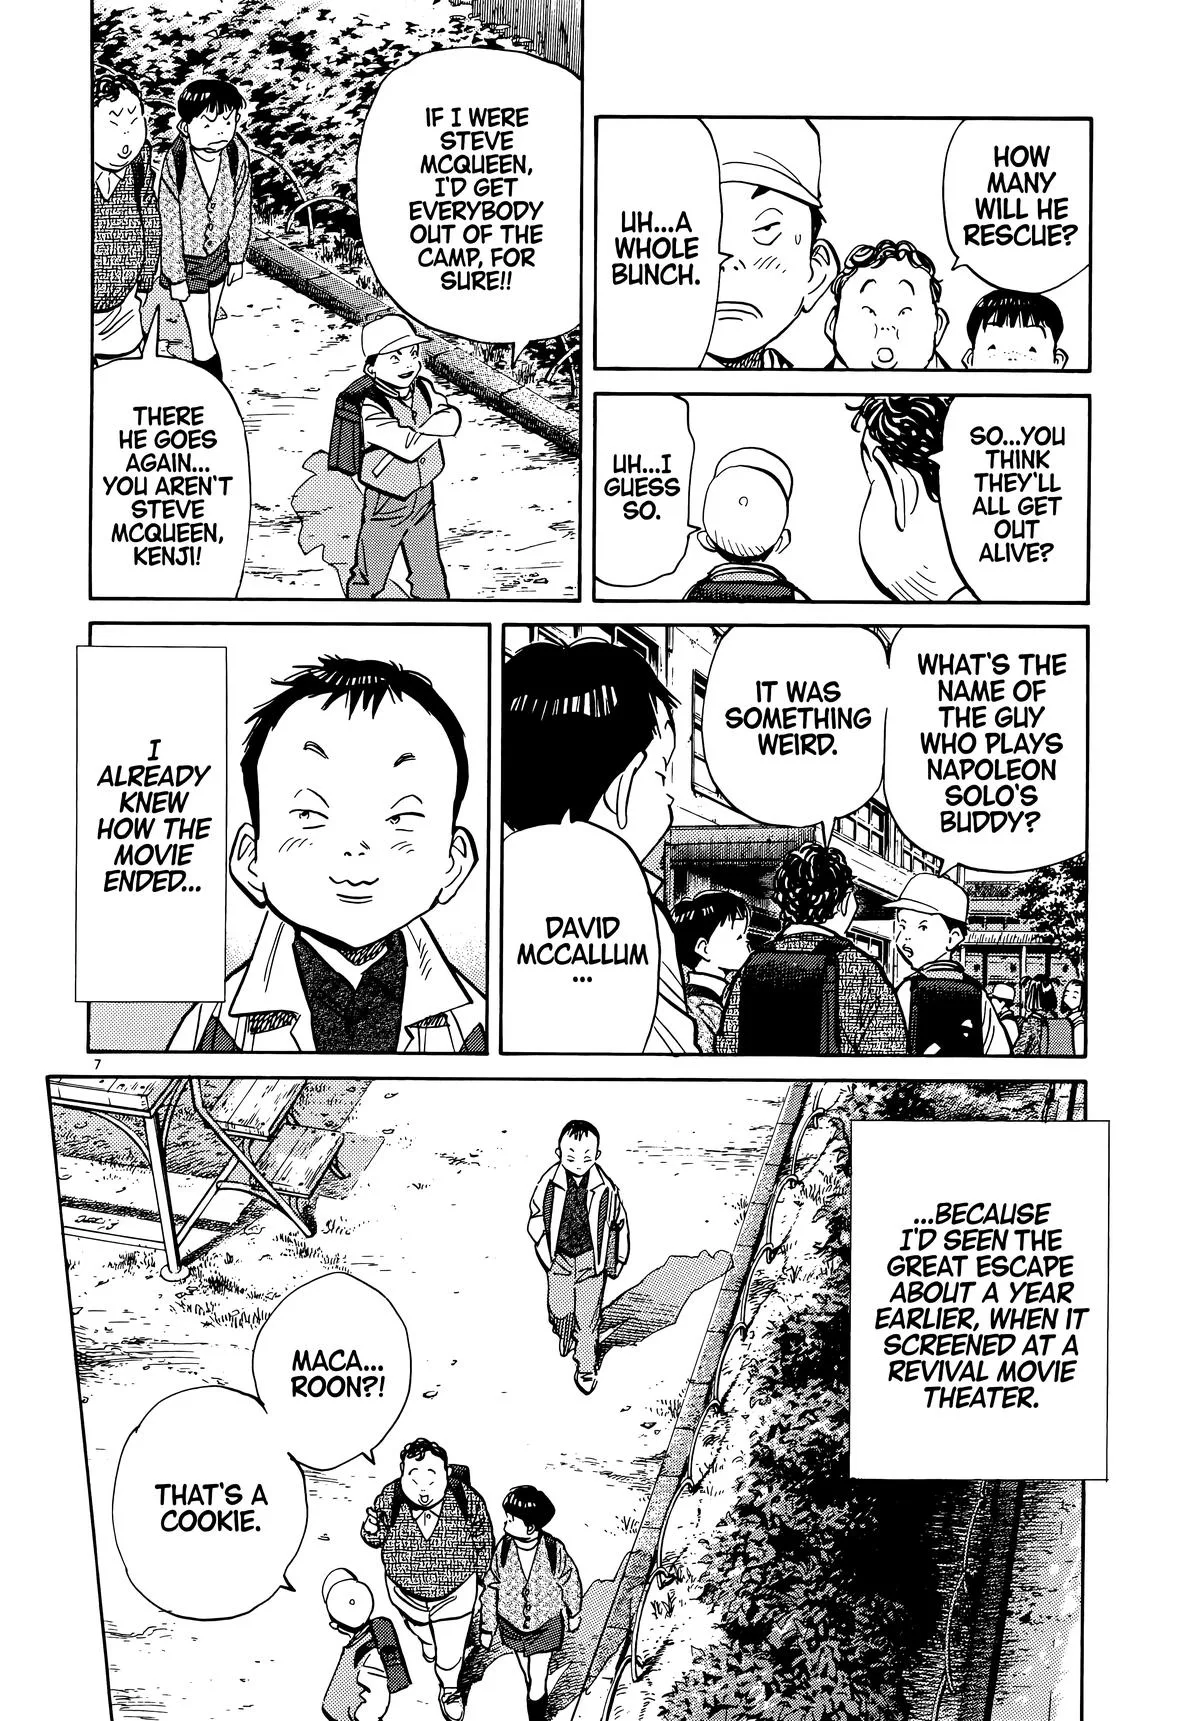 HOW
MANY
WILL HE
RESCUE?
UH...A
WHOLE
BUNCH.
SO...YOU
THINK
THEY'LL
ALL GET
OUT
ALIVE?
UH...I
GUESS
SO.
IF I WERE
STEVE
MCQUEEN,
I'D GET
EVERYBODY
OUT OF THE
CAMP, FOR
SURE!!
THERE
HE GOES
AGAIN...
YOU AREN'T
STEVE
MCQUEEN,
KENJI!
WHAT'S THE
NAME OF
THE GUY
WHO PLAYS
NAPOLEON
SOLO'S
BUDDY?
IT WAS
SOMETHING
WEIRD.
DAVID
MCCALLUM
...
I
ALREADY
KNEW
HOW THE
MOVIE
ENDED...
7
...BECAUSE
I'D SEEN THE
GREAT ESCAPE
ABOUT A YEAR
EARLIER, WHEN IT
SCREENED AT A
REVIVAL MOVIE
THEATER.
MACA...
ROON?!
THAT'S A
COOKIE.